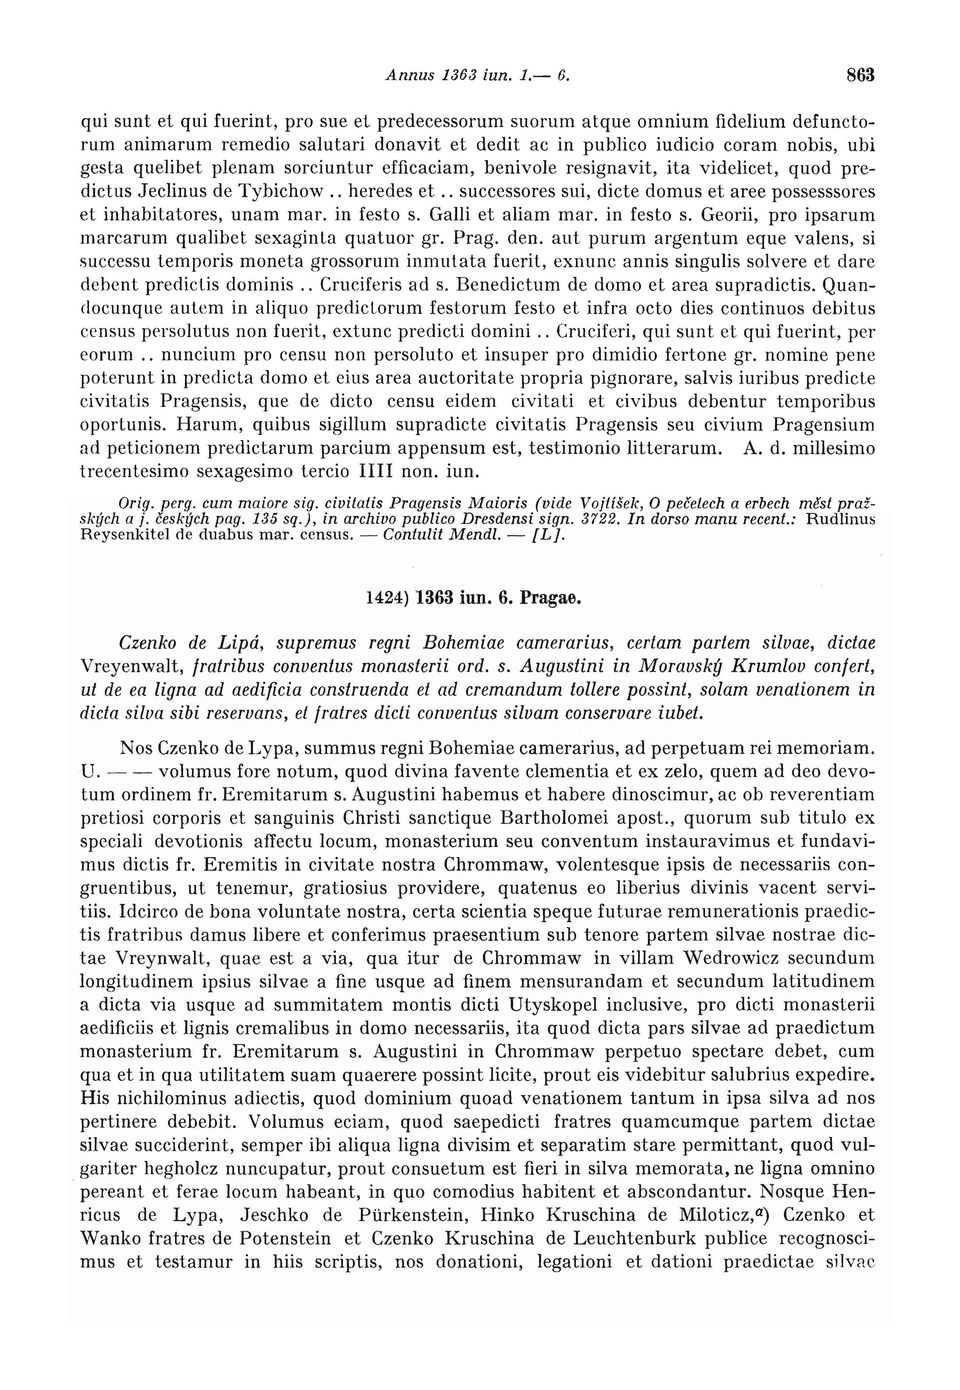 Annus 1363 iun. 1.— 6. 863
qui sunt et qui fuerint, pro sue et predecessorum suorum atque omnium fidelium defuncto-
rum animarum remedio salutari donavit et dedit ac in publico iudicio coram nobis, ubi
gesta quelibet plenam sorciuntur efficaciam, benivole resignavit, ita videlicet, quod pre-
dictus Jeclinus de Tybichow .. heredes et .. successores sui, dicte domus et aree possesssores
et inhabitatores, unam mar. in festo s. Galli et aliam mar. in festo s. Georii, pro ipsarum
marcarum qualibet sexaginta quatuor gr. Prag. den. aut purum argentum eque valens, si
successu temporis moneta grossorum inmutata fuerit, exnunc annis singulis solvere et dare
debent predictis dominis .. Cruciferis ad s. Benedictum de domo et area supradictis. Quan-
docunque autem in aliquo predictorum festorum festo et infra octo dies continuos debitus
census persolutus non fuerit, extunc predicti domini .. Cruciferi, qui sunt et qui fuerint, per
eorum .. nuncium pro censu non persoluto et insuper pro dimidio fertone gr. nomine pene
poterunt in predicta domo et eius area auctoritate propria pignorare, salvis iuribus predicte
civitatis Pragensis, que de dicto censu eidem civitati et civibus debentur temporibus
oportunis. Harum, quibus sigillum supradicte civitatis Pragensis seu civium Pragensium
ad peticionem predictarum parcium appensum est, testimonio litterarum. A. d. millesimo
trecentesimo sexagesimo tercio IIII non. iun.
Orig. perg. cum maiore sig. civitatis Pragensis Maioris (vide Vojtíšek, O pečetech a erbech měst praž-
ských a j. českých pag. 135 sq.), in archivo publico Dresdensi sign. 3722. In dorso manu recent.: Rudlinus
Reysenkitel de duabus mar. census. — Contulit Mendl. — [L].
1424) 1363 iun. 6. Pragae.
Czenko de Lipá, supremus regni Bohemiae camerarius, certam partem silvae, dictae
Vreyenwalt, fratribus conventus monasterii ord. s. Augustini in Moravský Krumlov confert,
ut de ea ligna ad aedificia construenda et ad cremandum tollere possint, solam venationem in
dicta silva sibi reservans, et fratres dicti conventus silvam conservare iubet.
Nos Czenko de Lypa, summus regni Bohemiae camerarius, ad perpetuam rei memoriam.
U. — — volumus fore notum, quod divina favente clementia et ex zelo, quem ad deo devo-
tum ordinem fr. Eremitarum s. Augustini habemus et habere dinoscimur, ac ob reverentiam
pretiosi corporis et sanguinis Christi sanctique Bartholomei apost., quorum sub titulo ex
speciali devotionis affectu locum, monasterium seu conventum instauravimus et fundavi-
mus dictis fr. Eremitis in civitate nostra Chrommaw, volentesque ipsis de necessariis con-
gruentibus, ut tenemur, gratiosius providere, quatenus eo liberius divinis vacent servi-
tiis. Idcirco de bona voluntate nostra, certa scientia speque futurae remunerationis praedic-
tis fratribus damus libere et conferimus praesentium sub tenore partem silvae nostrae dic-
tae Vreynwalt, quae est a via, qua itur de Chrommaw in villam Wedrowicz secundum
longitudinem ipsius silvae a fine usque ad finem mensurandam et secundum latitudinem
a dicta via usque ad summitatem montis dicti Utyskopel inclusive, pro dicti monasterii
aedificiis et lignis cremalibus in domo necessariis, ita quod dicta pars silvae ad praedictum
monasterium fr. Eremitarum s. Augustini in Chrommaw perpetuo spectare debet, cum
qua et in qua utilitatem suam quaerere possint licite, prout eis videbitur salubrius expedire.
His nichilominus adiectis, quod dominium quoad venationem tantum in ipsa silva ad nos
pertinere debebit. Volumus eciam, quod saepedicti fratres quamcumque partem dictae
silvae succiderint, semper ibi aliqua ligna divisim et separatim stare permittant, quod vul-
gariter hegholcz nuncupatur, prout consuetum est fieri in silva memorata, ne ligna omnino
pereant et ferae locum habeant, in quo comodius habitent et abscondantur. Nosque Hen-
ricus de Lypa, Jeschko de Pürkenstein, Hinko Kruschina de Miloticz,a) Czenko et
Wanko fratres de Potenstein et Czenko Kruschina de Leuchtenburk publice recognosci-
mus et testamur in hiis scriptis, nos donationi, legationi et dationi praedictae silvae